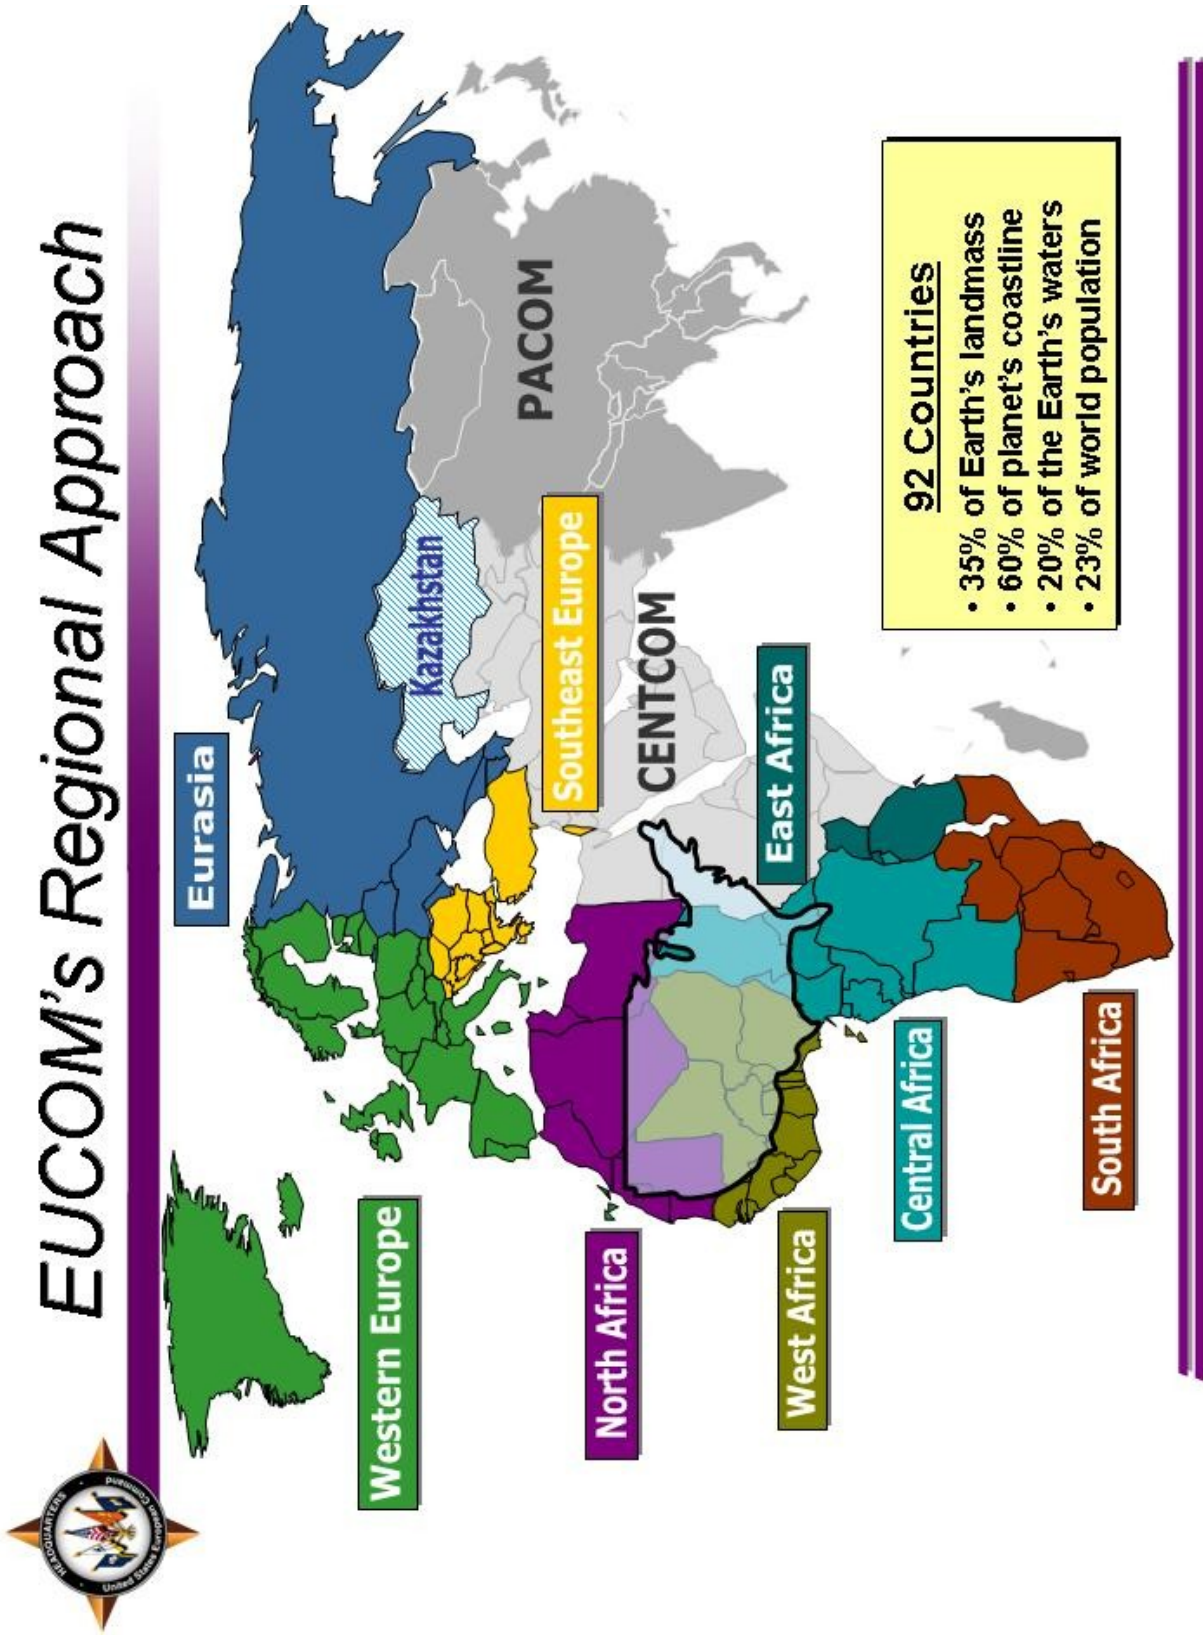 EUCOM's Regional Approach
HEADQUARTERS
United States European Command
Eurasia
Western Europe
Kazakhstan
PACOM
Southeast Europe
CENTCOM
North Africa
East Africa
West Africa
Central Africa
South Africa
92 Countries
• 35% of Earth's landmass
• 60% of planet's coastline
• 20% of the Earth's waters
• 23% of world population